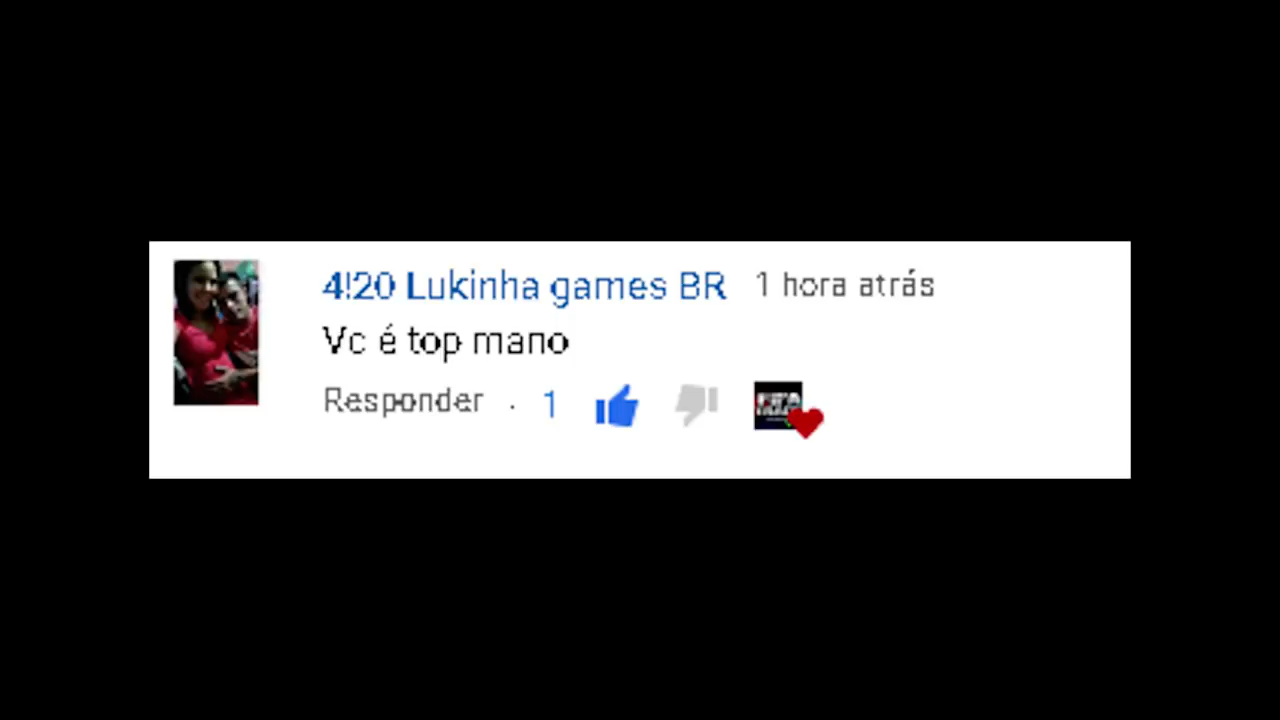 4!20 Lukinha games BR 1 hora atrás
Vc é top mano
Responder · 1